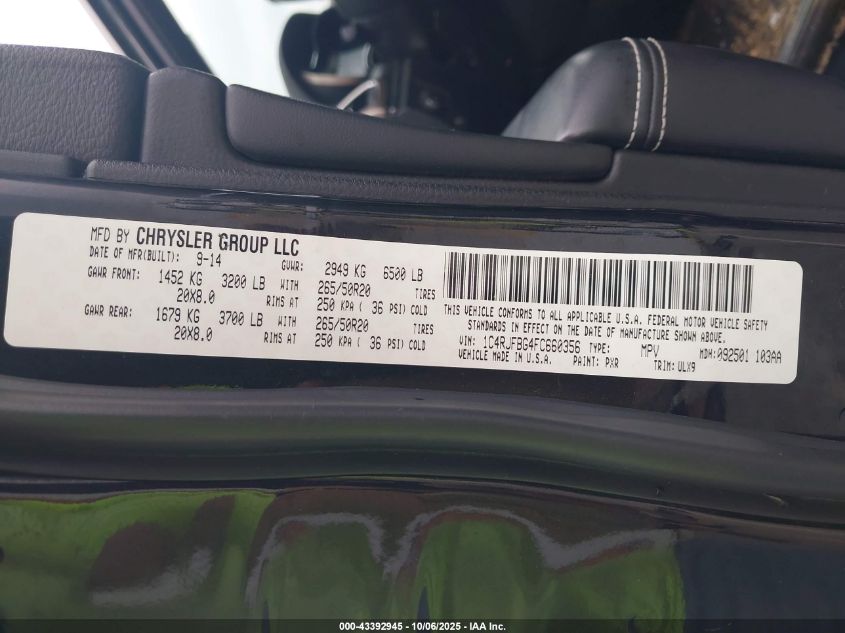 MFD BY CHRYSLER GROUP LLC
DATE OF MFR(BUILT): 9-14 GVWR: 2949 KG 6500 LB
GAWR FRONT: 1452 KG 3200 LB WITH 265/50R20 TIRES
20X8.0 RIMS AT 250 KPA ( 36 PSI) COLD
GAWR REAR: 1679 KG 3700 LB WITH 265/50R20 TIRES
20X8.0 RIMS AT 250 KPA ( 36 PSI) COLD
THIS VEHICLE CONFORMS TO ALL APPLICABLE U.S.A. FEDERAL MOTOR VEHICLE SAFETY
STANDARDS IN EFFECT ON THE DATE OF MANUFACTURE SHOWN ABOVE.
VIN: 1C4RJFBG4FC660356 TYPE: MPV MDH: 092501 103AA
VEHICLE MADE IN U.S.A. PAINT: PXR TRIM: ULX9
000-43392945 - 10/06/2025 - IAA Inc.